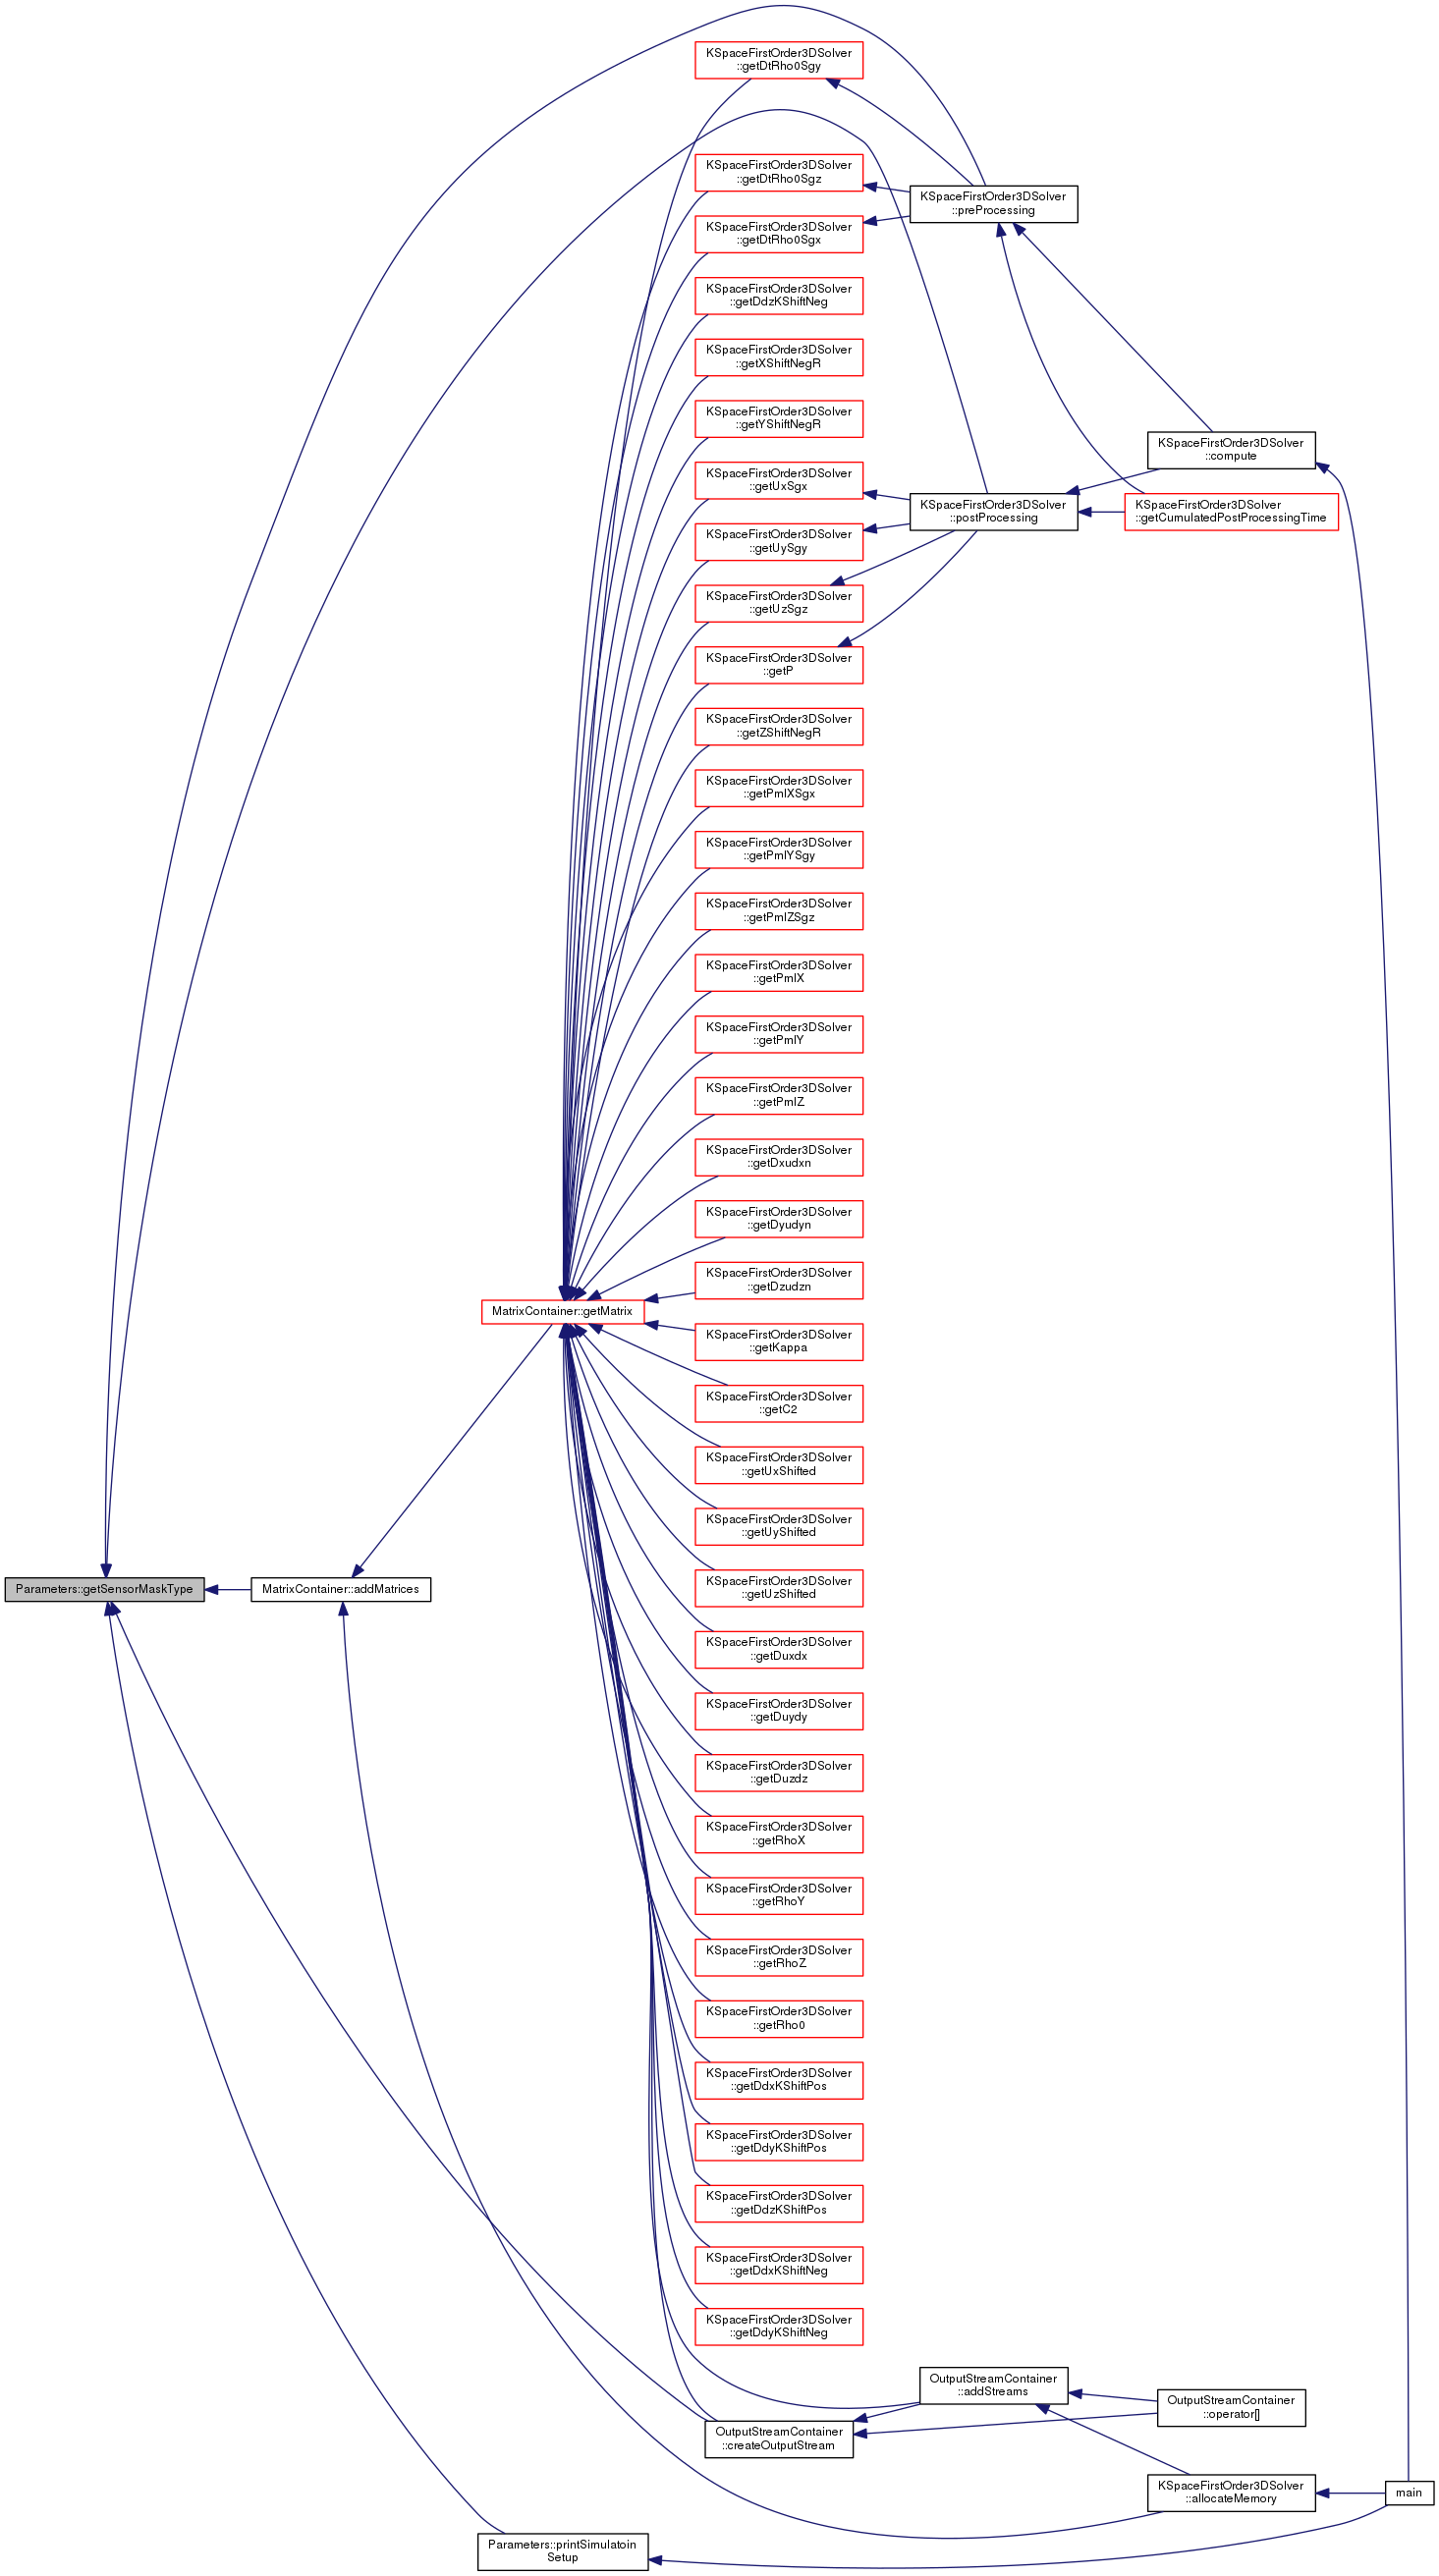 KSpaceFirstOrder3DSolver
::getDtRho0Sgy
KSpaceFirstOrder3DSolver
::getDtRho0Sgz
KSpaceFirstOrder3DSolver
::preProcessing
KSpaceFirstOrder3DSolver
::getDtRho0Sgx
KSpaceFirstOrder3DSolver
::getDdzKShiftNeg
KSpaceFirstOrder3DSolver
::getXShiftNegR
KSpaceFirstOrder3DSolver
::getYShiftNegR
KSpaceFirstOrder3DSolver
::compute
KSpaceFirstOrder3DSolver
::getUxSgx
KSpaceFirstOrder3DSolver
::postProcessing
KSpaceFirstOrder3DSolver
::getCumulatedPostProcessingTime
KSpaceFirstOrder3DSolver
::getUySgy
KSpaceFirstOrder3DSolver
::getUzSgz
KSpaceFirstOrder3DSolver
::getP
KSpaceFirstOrder3DSolver
::getZShiftNegR
KSpaceFirstOrder3DSolver
::getPmlXSgx
KSpaceFirstOrder3DSolver
::getPmlYSgy
KSpaceFirstOrder3DSolver
::getPmlZSgz
KSpaceFirstOrder3DSolver
::getPmlX
KSpaceFirstOrder3DSolver
::getPmlY
KSpaceFirstOrder3DSolver
::getPmlZ
KSpaceFirstOrder3DSolver
::getDxudxn
KSpaceFirstOrder3DSolver
::getDyudyn
KSpaceFirstOrder3DSolver
::getDzudzn
MatrixContainer::getMatrix
KSpaceFirstOrder3DSolver
::getKappa
KSpaceFirstOrder3DSolver
::getC2
KSpaceFirstOrder3DSolver
::getUxShifted
KSpaceFirstOrder3DSolver
::getUyShifted
Parameters::getSensorMaskType
MatrixContainer::addMatrices
KSpaceFirstOrder3DSolver
::getUzShifted
KSpaceFirstOrder3DSolver
::getDuxdx
KSpaceFirstOrder3DSolver
::getDuydy
KSpaceFirstOrder3DSolver
::getDuzdz
KSpaceFirstOrder3DSolver
::getRhoX
KSpaceFirstOrder3DSolver
::getRhoY
KSpaceFirstOrder3DSolver
::getRhoZ
KSpaceFirstOrder3DSolver
::getRho0
KSpaceFirstOrder3DSolver
::getDdxKShiftPos
KSpaceFirstOrder3DSolver
::getDdyKShiftPos
KSpaceFirstOrder3DSolver
::getDdzKShiftPos
KSpaceFirstOrder3DSolver
::getDdxKShiftNeg
KSpaceFirstOrder3DSolver
::getDdyKShiftNeg
OutputStreamContainer
::addStreams
OutputStreamContainer
::operator[]
OutputStreamContainer
::createOutputStream
KSpaceFirstOrder3DSolver
::allocateMemory
main
Parameters::printSimulatoin
Setup